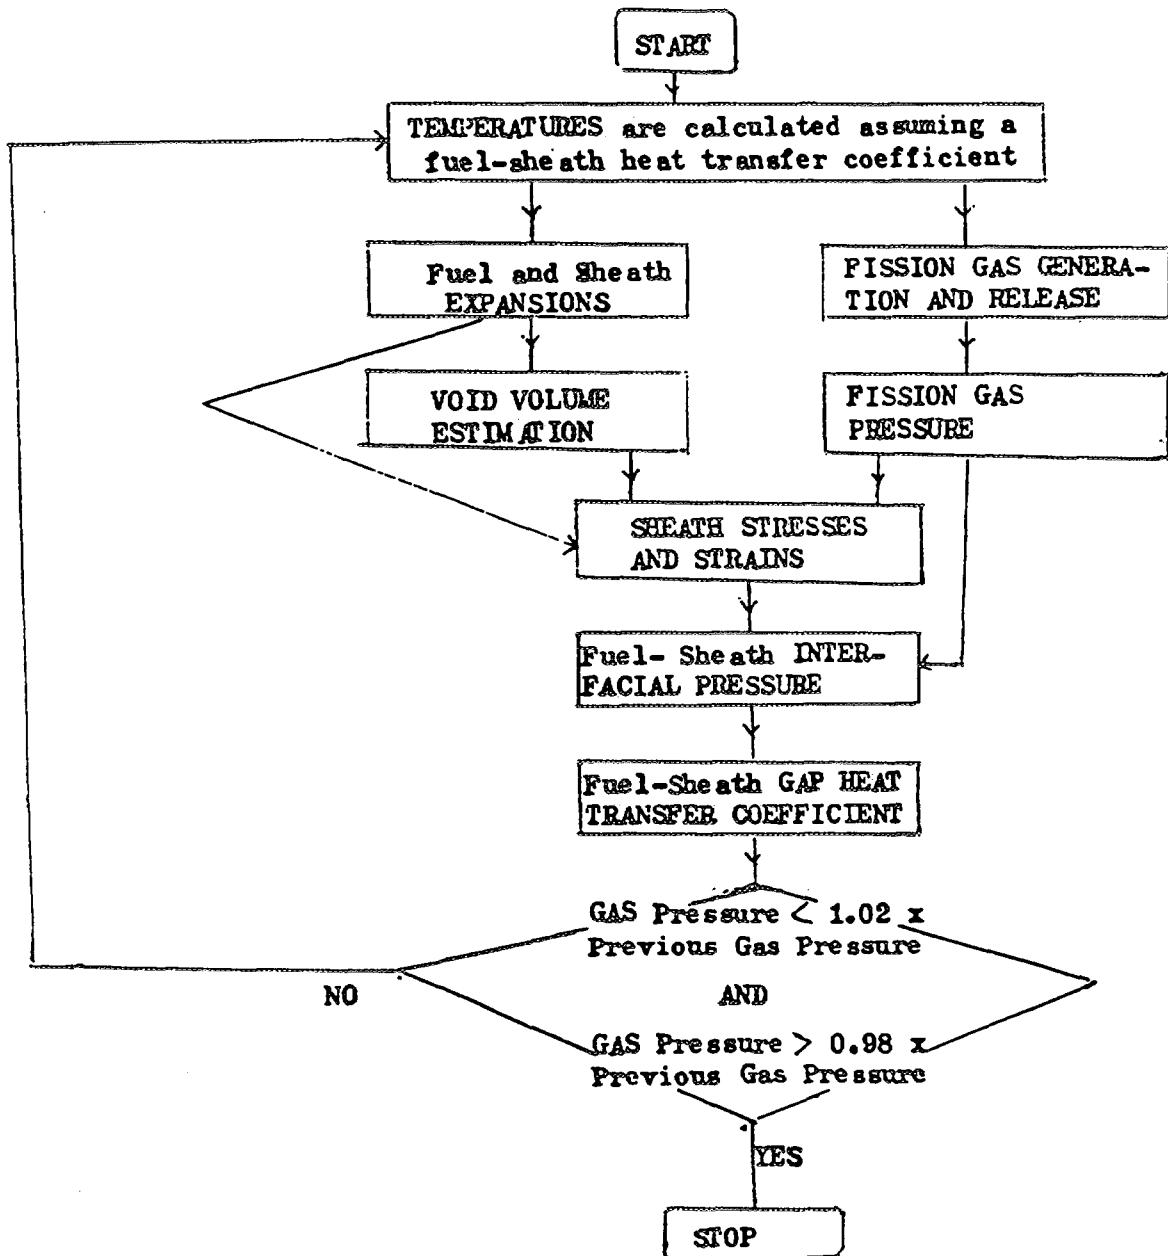 START
TEMPERATURES are calculated assuming a
fuel-sheath heat transfer coefficient
Fuel and Sheath
EXPANSIONS
FISSION GAS GENERA-
TION AND RELEASE
VOID VOLUME
ESTIMATION
FISSION GAS
PRESSURE
SHEATH STRESSES
AND STRAINS
Fuel- Sheath INTER-
FACIAL PRESSURE
Fuel-Sheath GAP HEAT
TRANSFER COEFFICIENT
GAS Pressure < 1.02 x
Previous Gas Pressure
NO
AND
GAS Pressure > 0.98 x
Previous Gas Pressure
YES
STOP